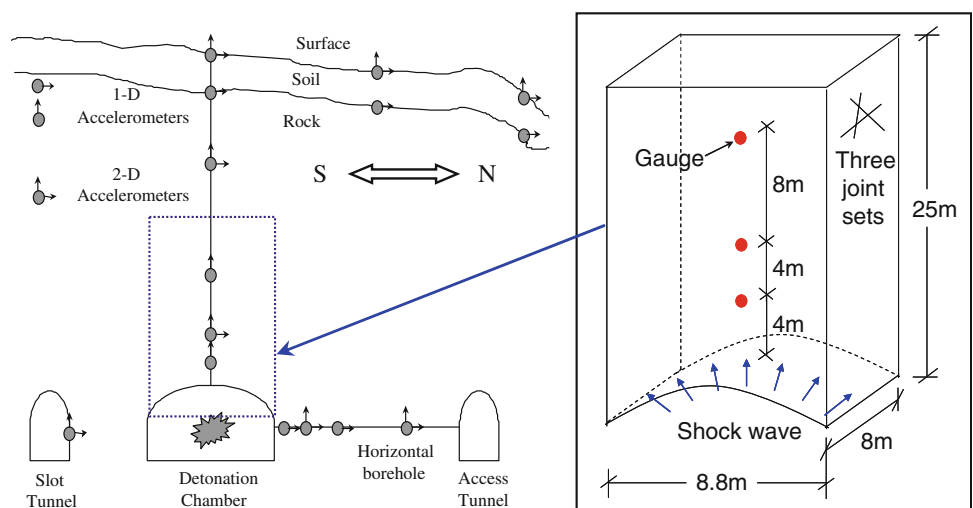 Surface
Soil
Rock
1-D
Accelerometers
2-D
Accelerometers
S
N
Slot
Tunnel
Detonation
Chamber
Horizontal
borehole
Access
Tunnel
Gauge
Three
joint
sets
8m
4m
4m
25m
Shock wave
8m
8.8m